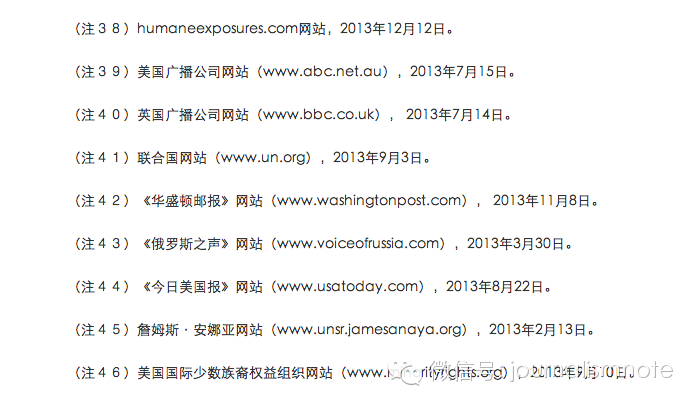 （注３８）humaneexposures.com网站，2013年12月12日。
（注３９）美国广播公司网站（www.abc.net.au），2013年7月15日。
（注４０）英国广播公司网站（www.bbc.co.uk）， 2013年7月14日。
（注４１）联合国网站（www.un.org），2013年9月3日。
（注４２）《华盛顿邮报》网站（www.washingtonpost.com）， 2013年11月8日。
（注４３）《俄罗斯之声》网站（www.voiceofrussia.com），2013年3月30日。
（注４４）《今日美国报》网站（www.usatoday.com），2013年8月22日。
（注４５）詹姆斯·安娜亚网站（www.unsr.jamesanaya.org），2013年2月13日。
（注４６）美国国际少数族裔权益组织网站（www. rityrights.org），2013年9月10日。
微信号: journalismnote